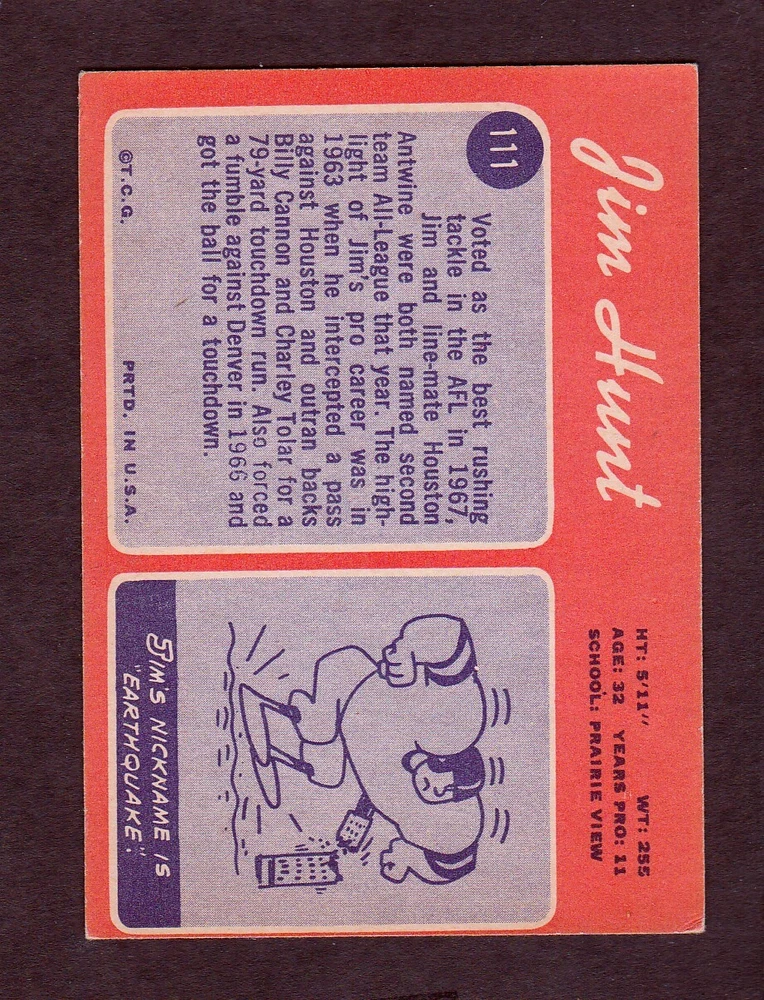 Jim Hunt
HT: 5'11" WT: 255
AGE: 32 YEARS PRO: 11
SCHOOL: PRAIRIE VIEW
111
Voted as the best rushing
tackle in the AFL in 1967,
Jim and line-mate Houston
Antwine were both named second
team All-League that year. The high-
light of Jim's pro career was in
1963 when he intercepted a pass
against Houston and outran backs
Billy Cannon and Charley Tolar for a
79-yard touchdown run. Also forced
a fumble against Denver in 1966 and
got the ball for a touchdown.
©T.C.G. PRTD. IN U.S.A.
JIM'S NICKNAME IS
"EARTHQUAKE."